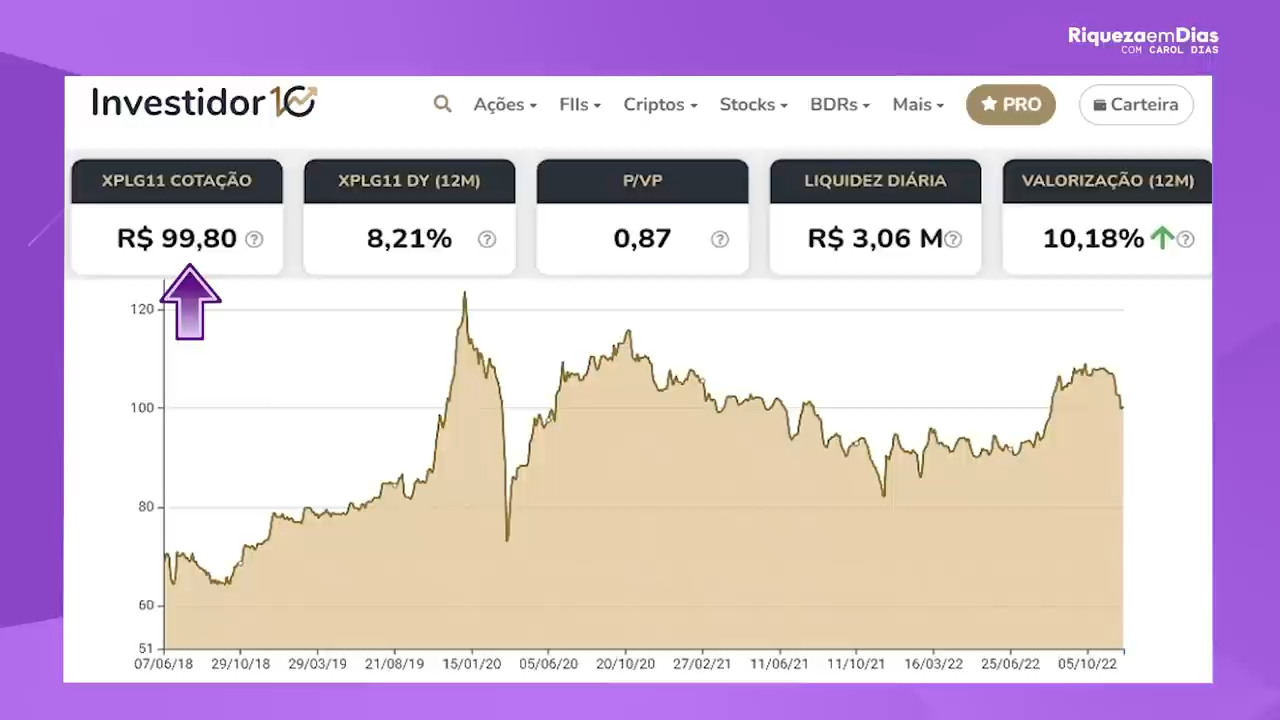 RiquezaemDias
COM CAROL DIAS
Investidor 10
Ações
FIIs
Criptos
Stocks
BDRs
Mais
PRO
Carteira
XPLG11 COTAÇÃO
R$ 99,80
XPLG11 DY (12M)
8,21%
P/VP
0,87
LIQUIDEZ DIÁRIA
R$ 3,06 M
VALORIZAÇÃO (12M)
10,18%
120
100
80
60
51
07/06/18 29/10/18 29/03/19 21/08/19 15/01/20 05/06/20 20/10/20 27/02/21 11/06/21 11/10/21 16/03/22 25/06/22 05/10/22